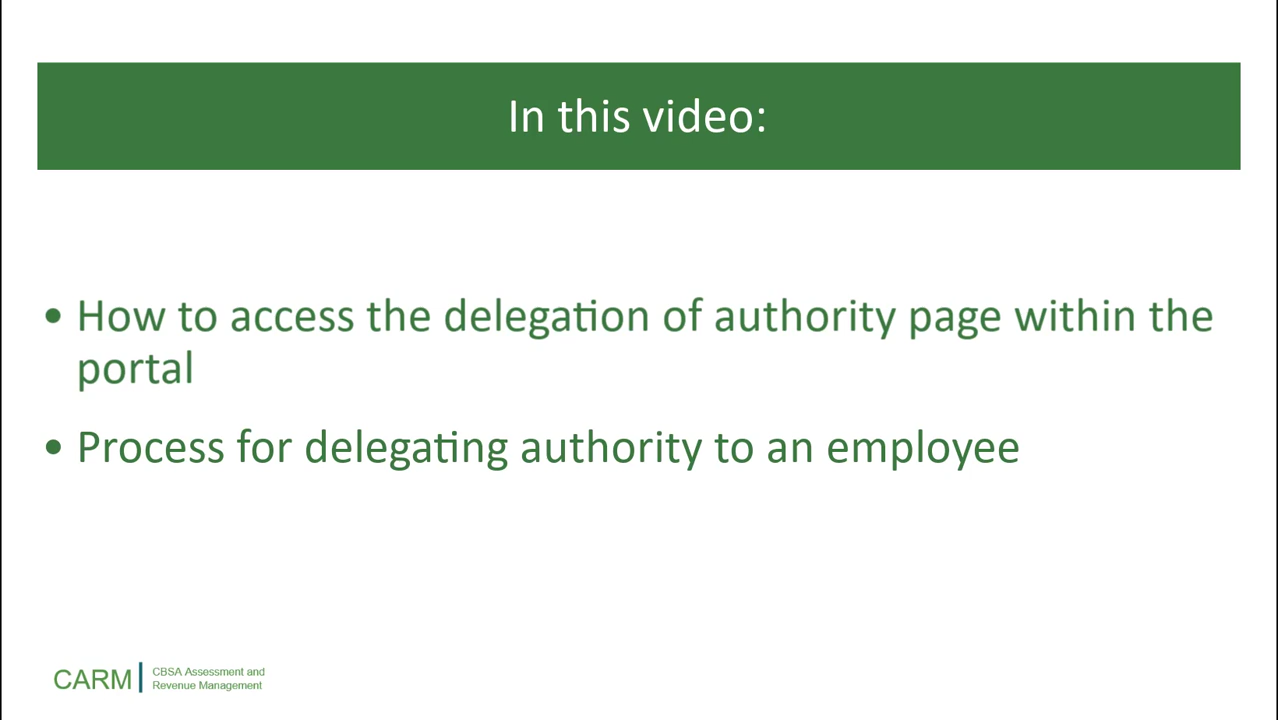 In this video:
• How to access the delegation of authority page within the
portal
• Process for delegating authority to an employee
CARM
CBSA Assessment and
Revenue Management